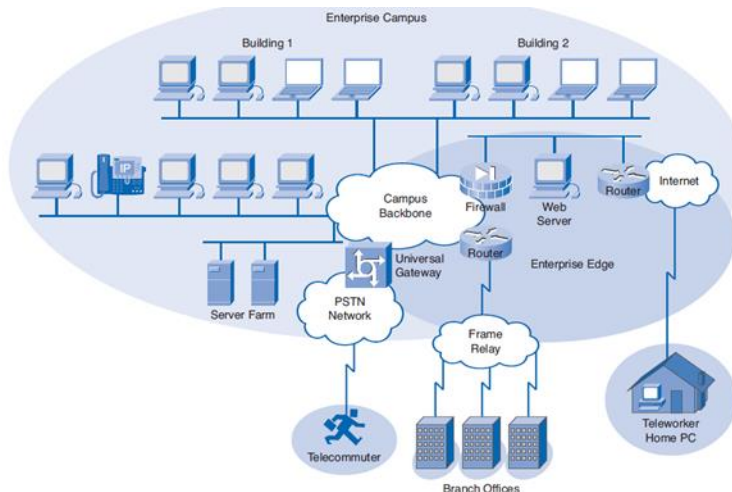 Enterprise Campus
Building 1
Building 2
IP
Campus
Backbone
Firewall
Web
Server
Router
Internet
Universal
Gateway
Router
Enterprise Edge
Server Farm
PSTN
Network
Frame
Relay
Telecommuter
Teleworker
Home PC
Branch Offices